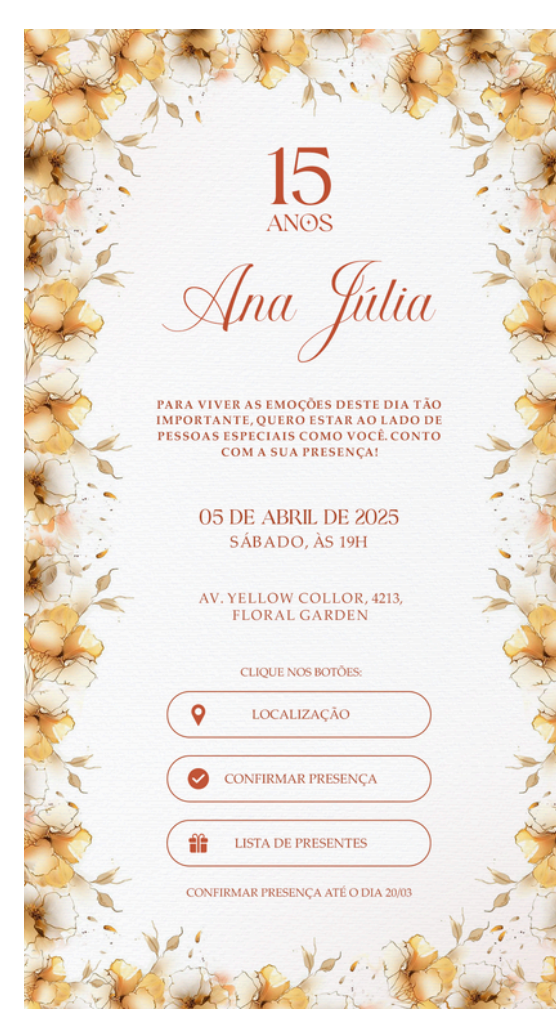 15
ANOS
Ana Júlia
PARA VIVER AS EMOÇÕES DESTE DIA TÃO
IMPORTANTE, QUERO ESTAR AO LADO DE
PESSOAS ESPECIAIS COMO VOCÊ. CONTO
COM A SUA PRESENÇA!
05 DE ABRIL DE 2025
SÁBADO, ÀS 19H
AV. YELLOW COLLOR, 4213,
FLORAL GARDEN
CLIQUE NOS BOTÕES:
LOCALIZAÇÃO
CONFIRMAR PRESENÇA
LISTA DE PRESENTES
CONFIRMAR PRESENÇA ATÉ O DIA 20/03